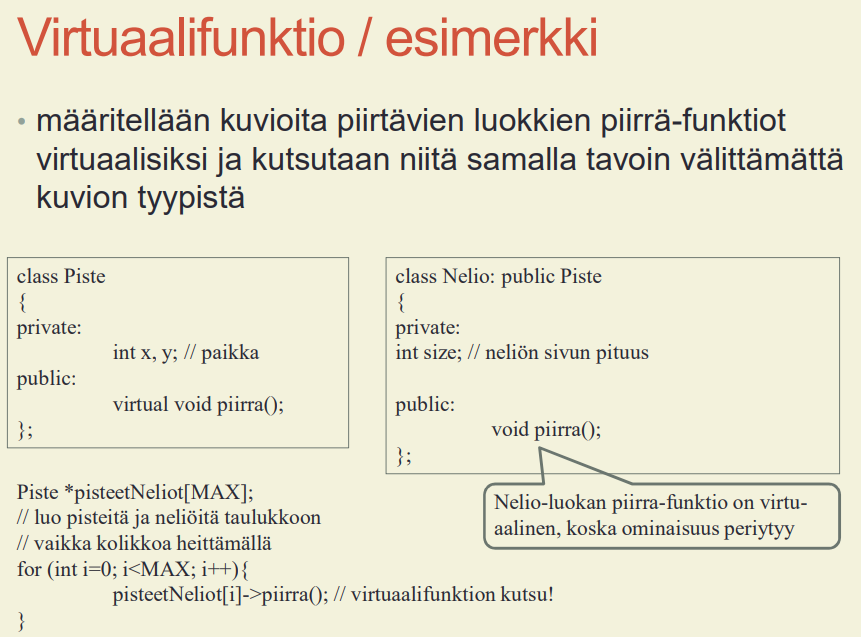 Virtuaalifunktio / esimerkki
• määritellään kuvioita piirtävien luokkien piirrä-funktiot
virtuaalisiksi ja kutsutaan niitä samalla tavoin välittämättä
kuvion tyypistä
class Piste
{
private:
int x, y; // paikka
public:
virtual void piirra();
};
class Nelio: public Piste
{
private:
int size; // neliön sivun pituus
public:
void piirra();
};
Nelio-luokan piirra-funktio on virtu-
aalinen, koska ominaisuus periytyy
Piste *pisteetNeliot[MAX];
// luo pisteitä ja neliöitä taulukkoon
// vaikka kolikkoa heittämällä
for (int i=0; i<MAX; i++){
pisteetNeliot[i]->piirra(); // virtuaalifunktion kutsu!
}